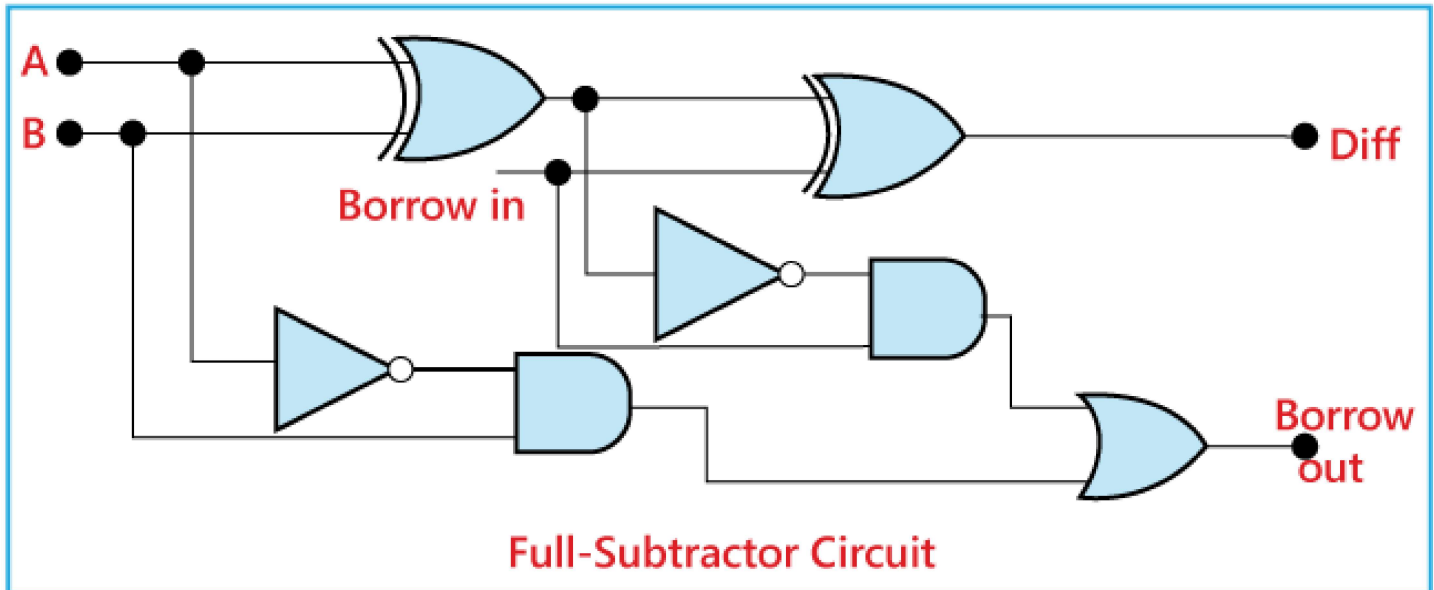 A
B
Borrow in
Diff
Borrow
out
Full-Subtractor Circuit